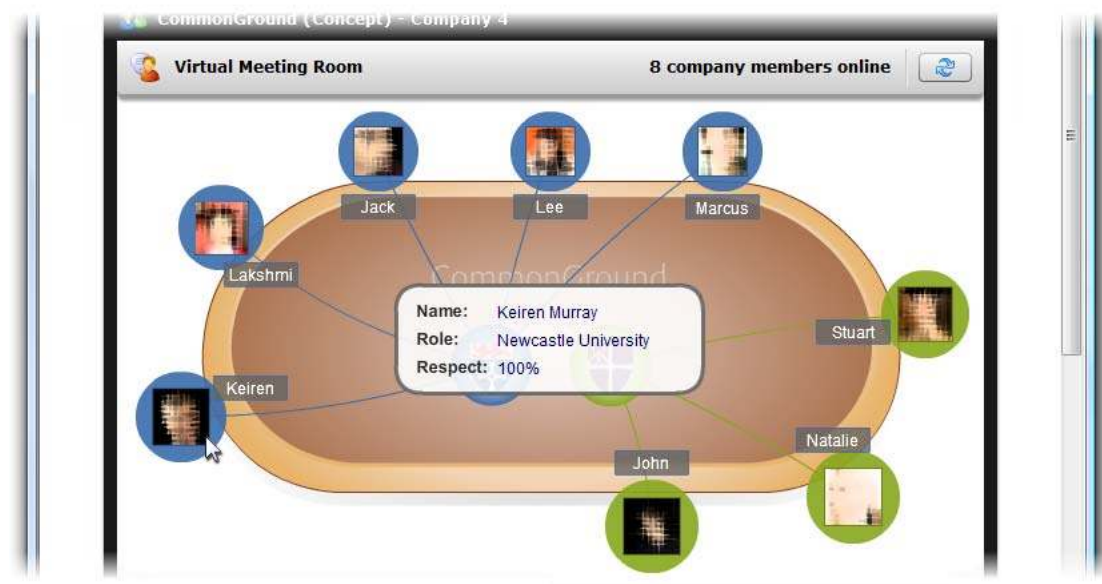 CommonGround (Concept) - Company 4
Virtual Meeting Room
8 company members online
Jack
Lee
Marcus
Lakshmi
CommonGround
Name: Keiren Murray
Role: Newcastle University
Respect: 100%
Stuart
Keiren
Natalie
John